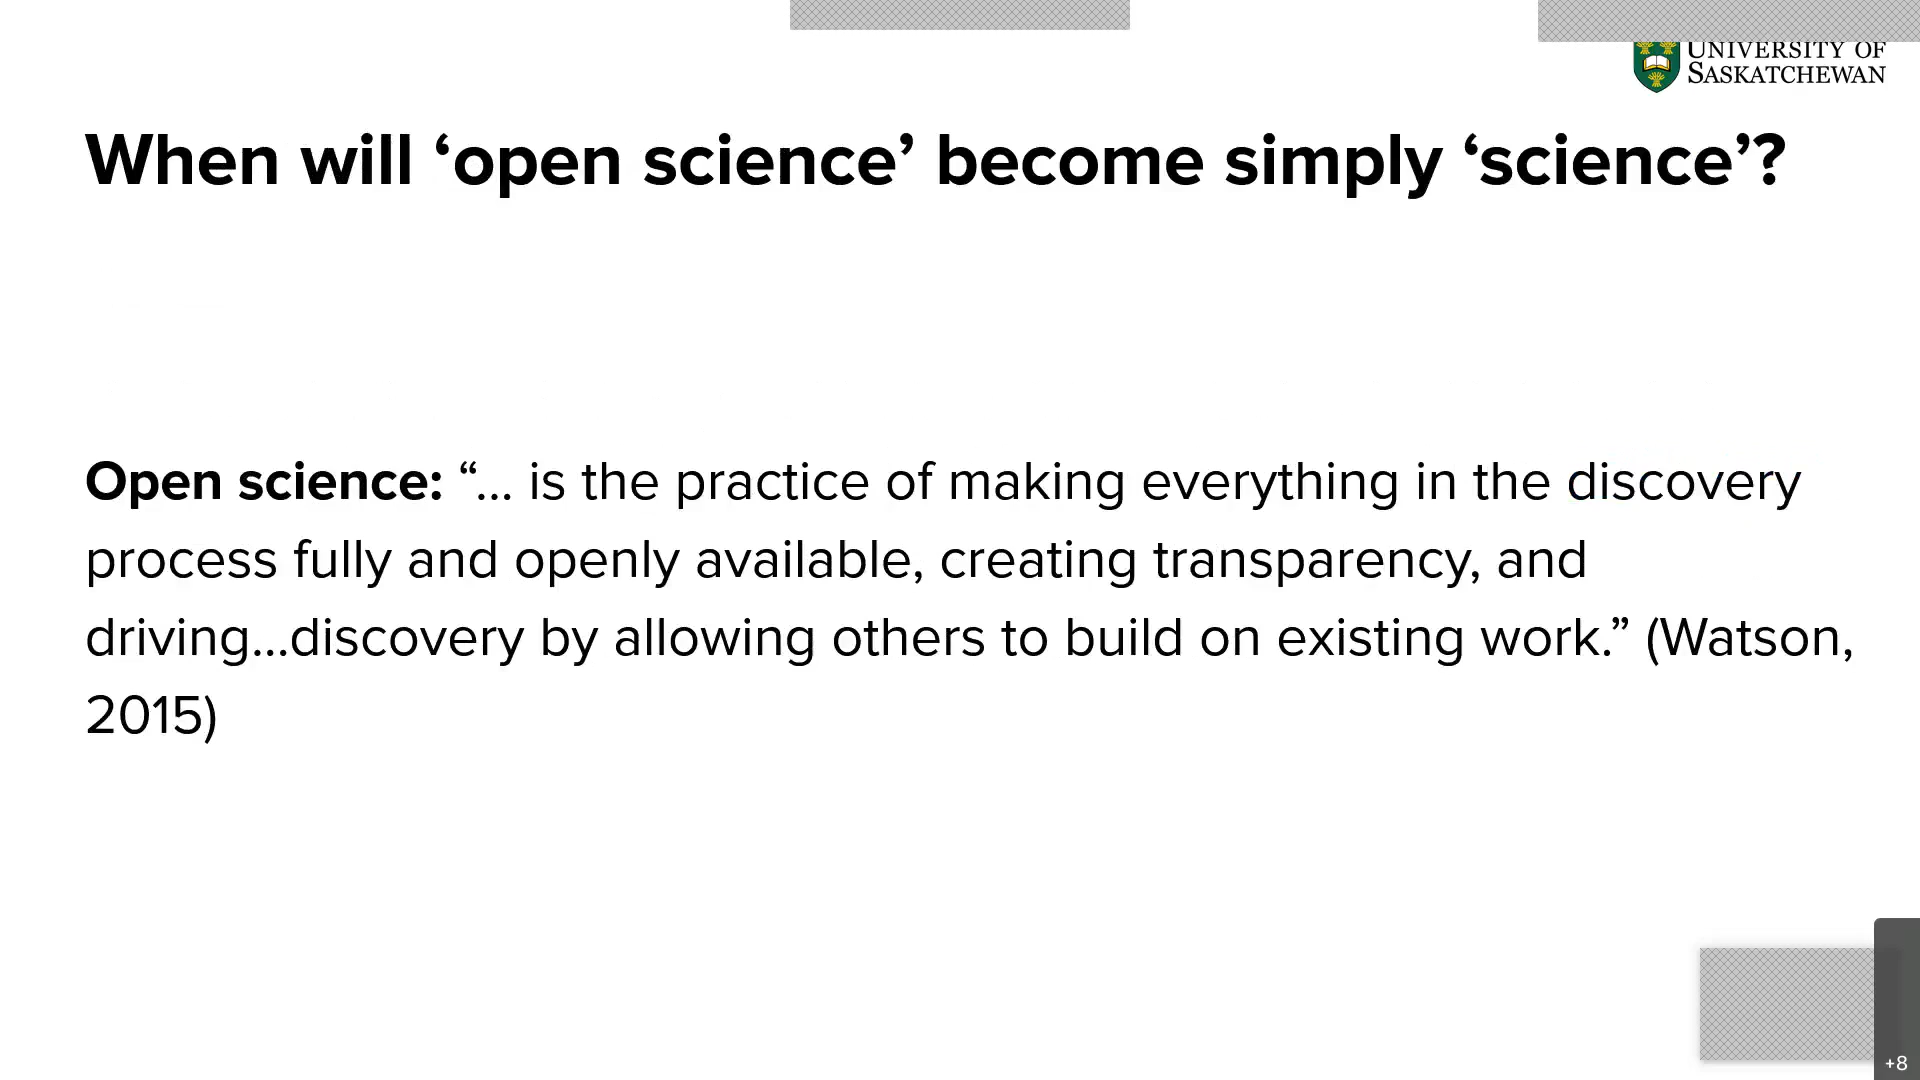 UNIVERSITY OF
SASKATCHEWAN
When will ‘open science’ become simply ‘science’?
Open science: “... is the practice of making everything in the discovery
process fully and openly available, creating transparency, and
driving...discovery by allowing others to build on existing work.” (Watson,
2015)
+8